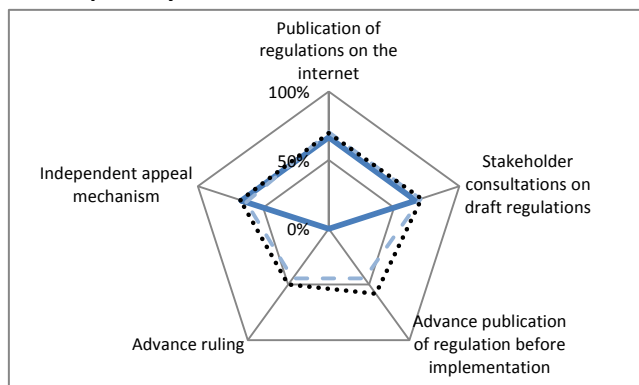 Publication of
regulations on the
internet
100%
50%
0%
Stakeholder
consultations on
draft regulations
Independent appeal
mechanism
Advance ruling
Advance publication
of regulation before
implementation